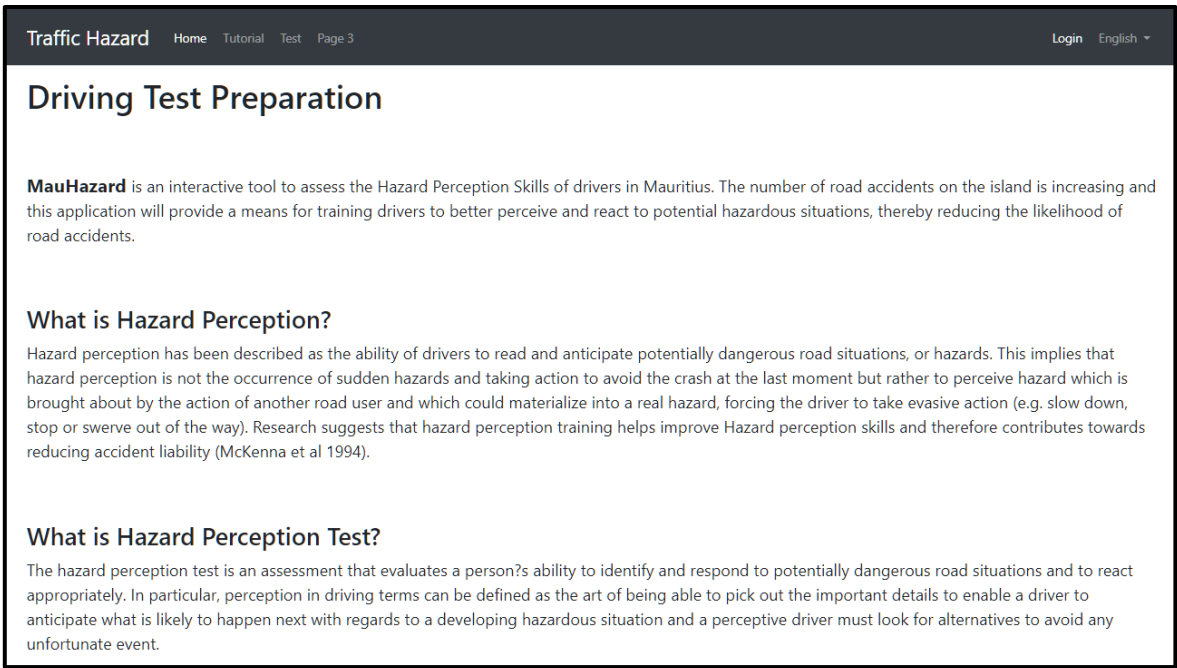 Traffic Hazard Home Tutorial Test Page 3 Login English
Driving Test Preparation
MauHazard is an interactive tool to assess the Hazard Perception Skills of drivers in Mauritius. The number of road accidents on the island is increasing and
this application will provide a means for training drivers to better perceive and react to potential hazardous situations, thereby reducing the likelihood of
road accidents.
What is Hazard Perception?
Hazard perception has been described as the ability of drivers to read and anticipate potentially dangerous road situations, or hazards. This implies that
hazard perception is not the occurrence of sudden hazards and taking action to avoid the crash at the last moment but rather to perceive hazard which is
brought about by the action of another road user and which could materialize into a real hazard, forcing the driver to take evasive action (e.g. slow down,
stop or swerve out of the way). Research suggests that hazard perception training helps improve Hazard perception skills and therefore contributes towards
reducing accident liability (McKenna et al 1994).
What is Hazard Perception Test?
The hazard perception test is an assessment that evaluates a person?s ability to identify and respond to potentially dangerous road situations and to react
appropriately. In particular, perception in driving terms can be defined as the art of being able to pick out the important details to enable a driver to
anticipate what is likely to happen next with regards to a developing hazardous situation and a perceptive driver must look for alternatives to avoid any
unfortunate event.